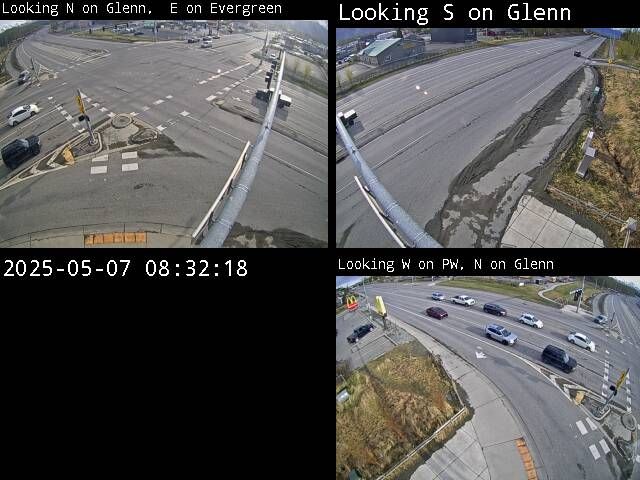 Looking N on Glenn, E on Evergreen
Looking S on Glenn
2025-05-07 08:32:18
Looking W on PW, N on Glenn